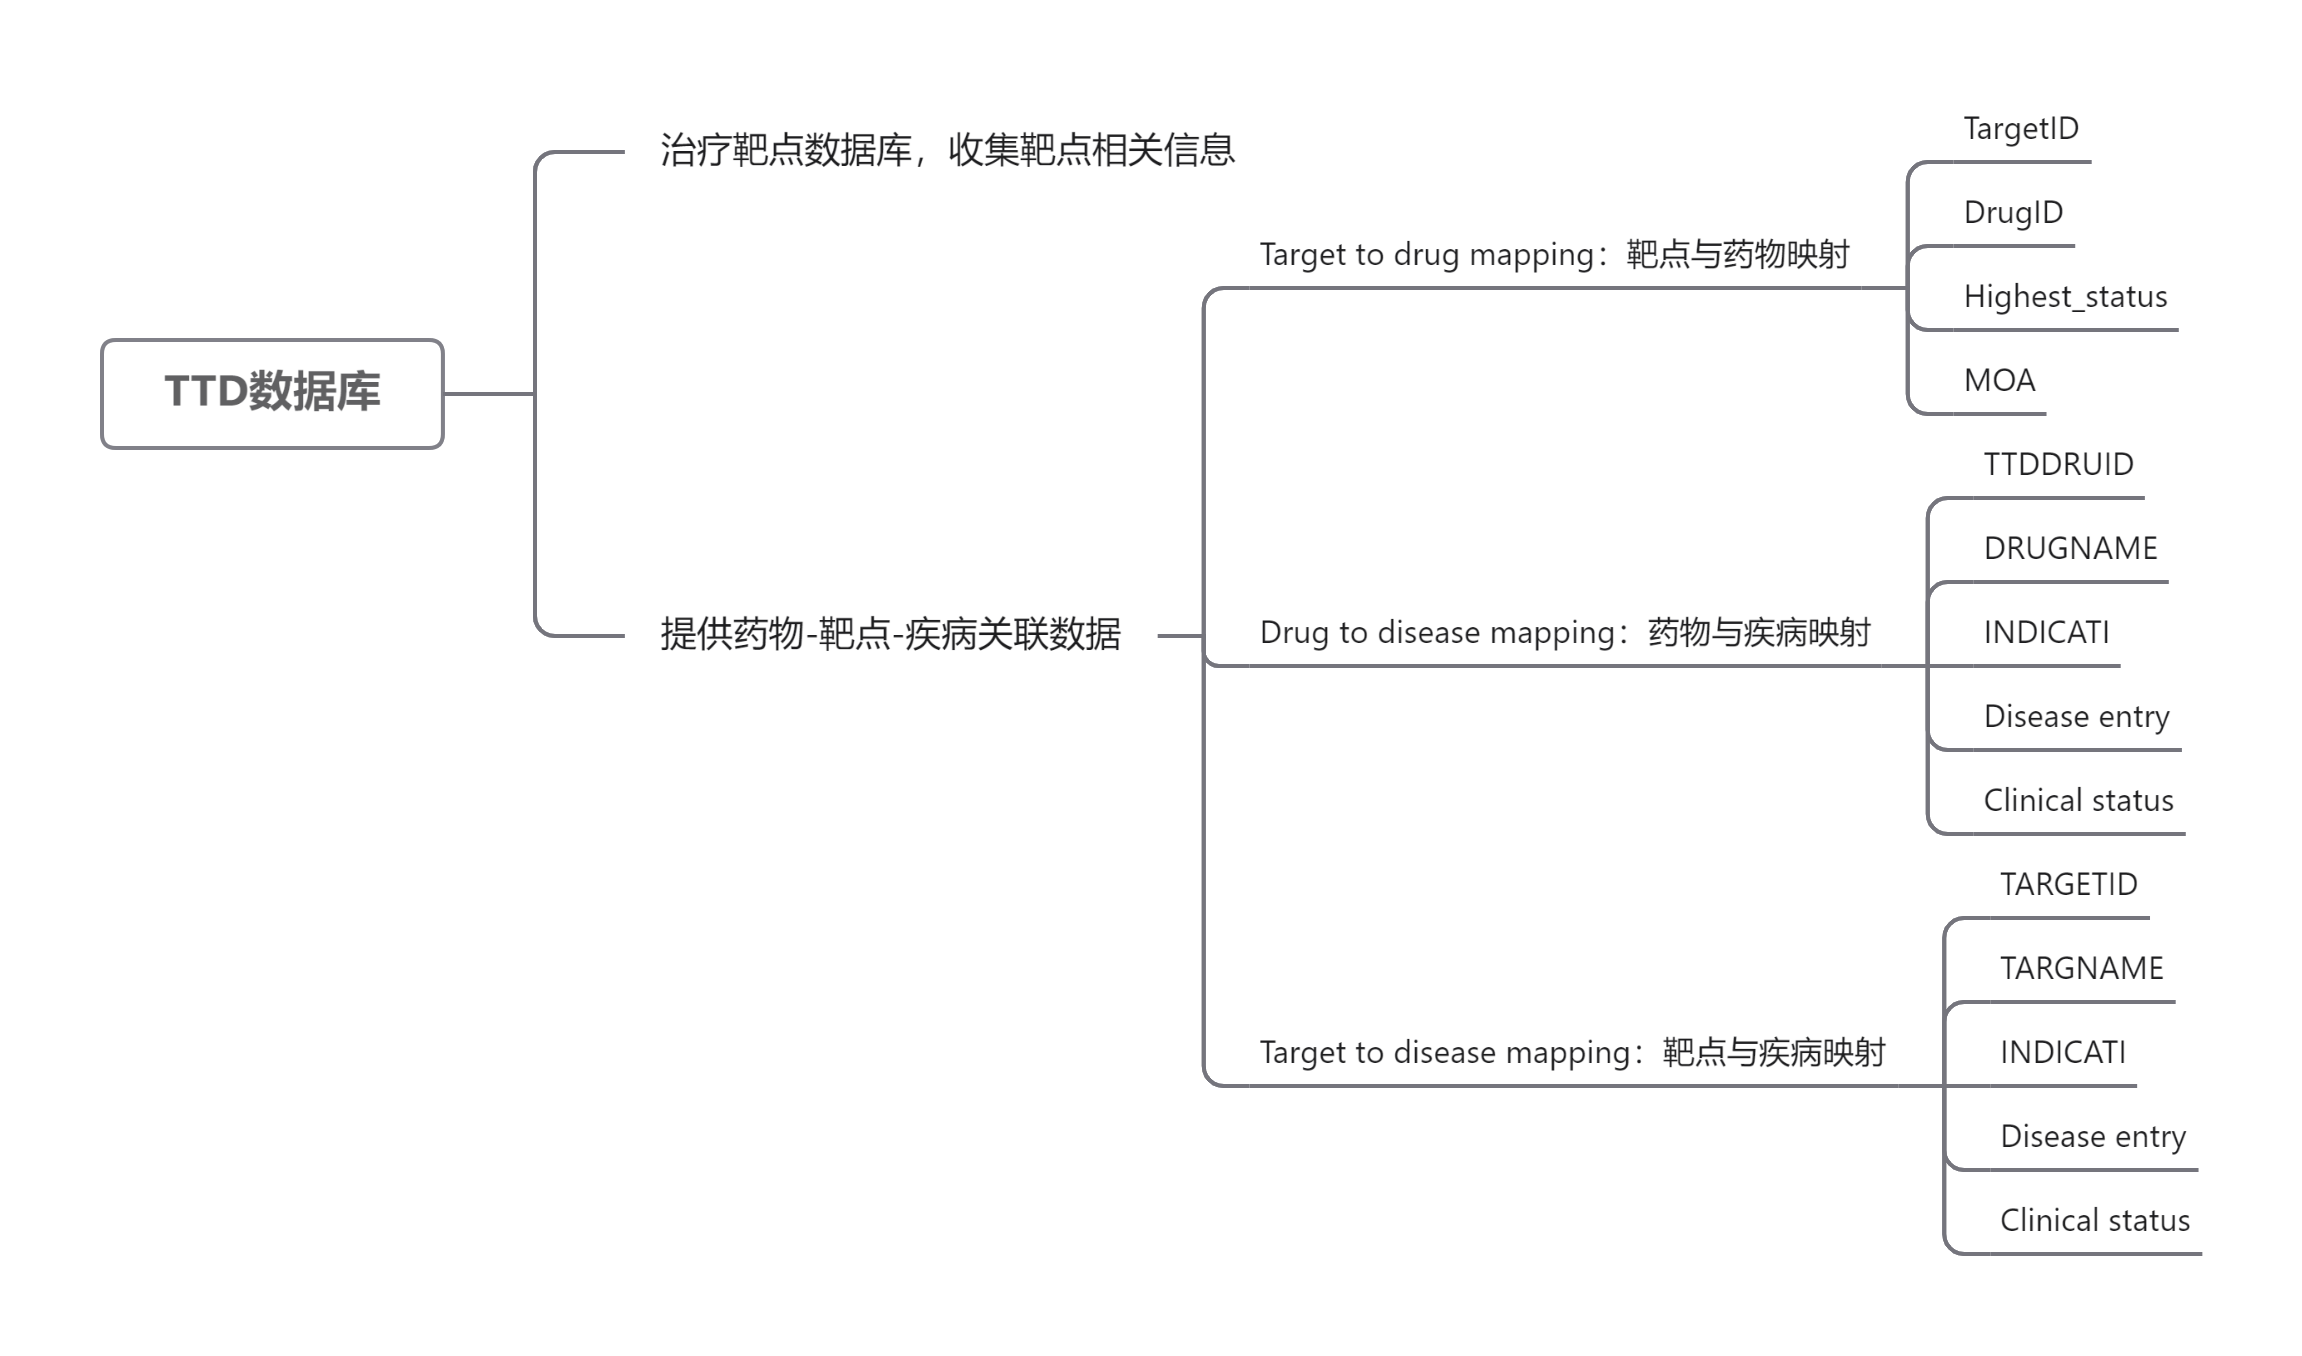 TTD数据库
治疗靶点数据库，收集靶点相关信息
提供药物-靶点-疾病关联数据
Target to drug mapping：靶点与药物映射
TargetID
DrugID
Highest_status
MOA
Drug to disease mapping：药物与疾病映射
TTDDRUID
DRUGNAME
INDICATI
Disease entry
Clinical status
Target to disease mapping：靶点与疾病映射
TARGETID
TARGNAME
INDICATI
Disease entry
Clinical status